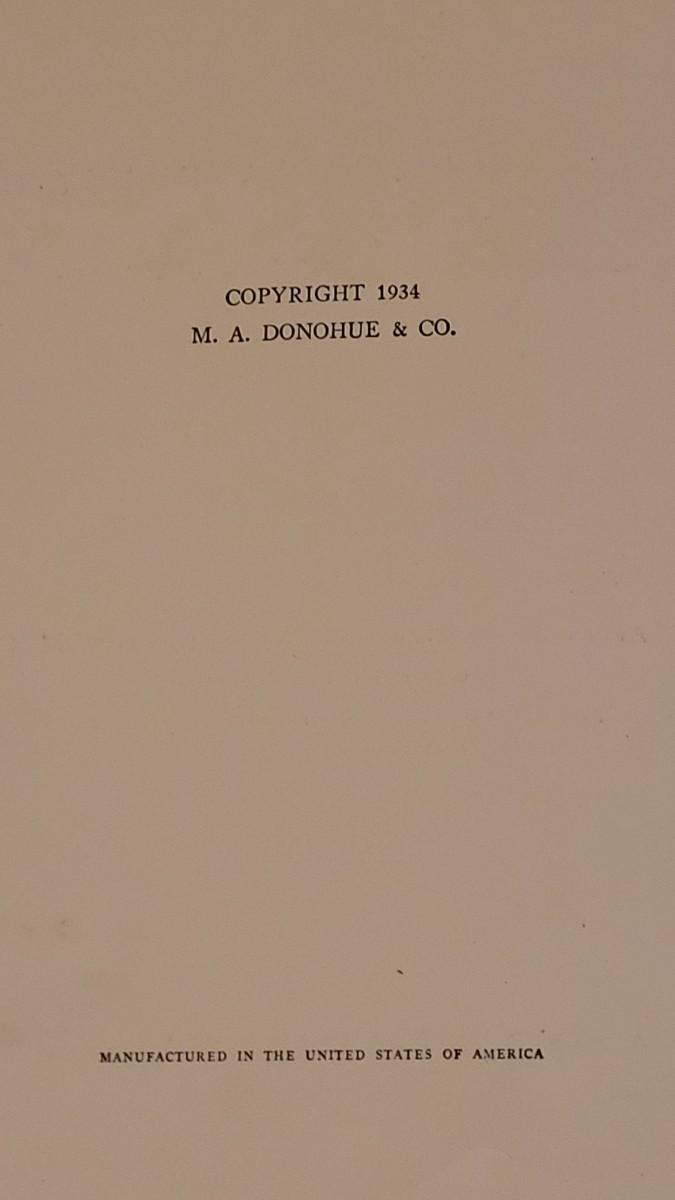 COPYRIGHT 1934
M. A. DONOHUE & CO.
MANUFACTURED IN THE UNITED STATES OF AMERICA